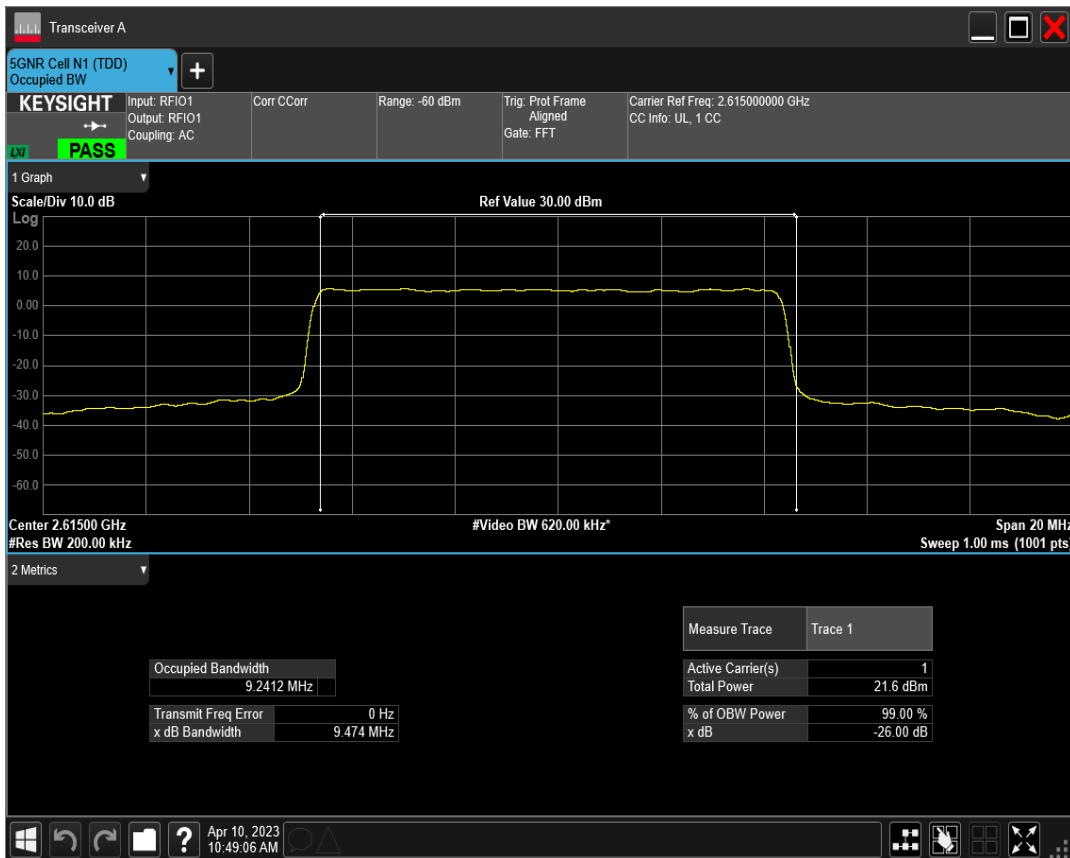 Transceiver A
5GNR Cell N1 (TDD)
Occupied BW
KEYSIGHT
LXI
PASS
Input: RFIO1
Output: RFIO1
Coupling: AC
Corr CCorr
Range: -60 dBm
Trig: Prot Frame
Aligned
Gate: FFT
Carrier Ref Freq: 2.615000000 GHz
CC Info: UL, 1 CC
1 Graph
Scale/Div 10.0 dB
Ref Value 30.00 dBm
Log
20.0
10.0
0.00
-10.0
-20.0
-30.0
-40.0
-50.0
-60.0
Center 2.61500 GHz
#Video BW 620.00 kHz*
Span 20 MHz
#Res BW 200.00 kHz
Sweep 1.00 ms (1001 pts)
2 Metrics
Measure Trace Trace 1
Occupied Bandwidth
9.2412 MHz
Active Carrier(s) 1
Total Power 21.6 dBm
Transmit Freq Error 0 Hz
x dB Bandwidth 9.474 MHz
% of OBW Power 99.00 %
x dB -26.00 dB
?
Apr 10, 2023
10:49:06 AM